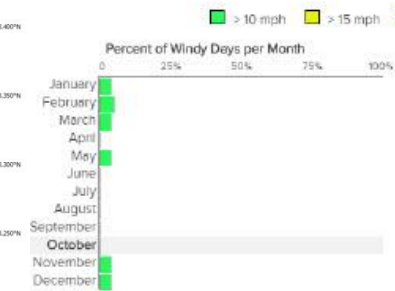 > 10 mph > 15 mph
Percent of Windy Days per Month
0 25% 50% 75% 100%
January
February
March
April
May
June
July
August
September
October
November
December